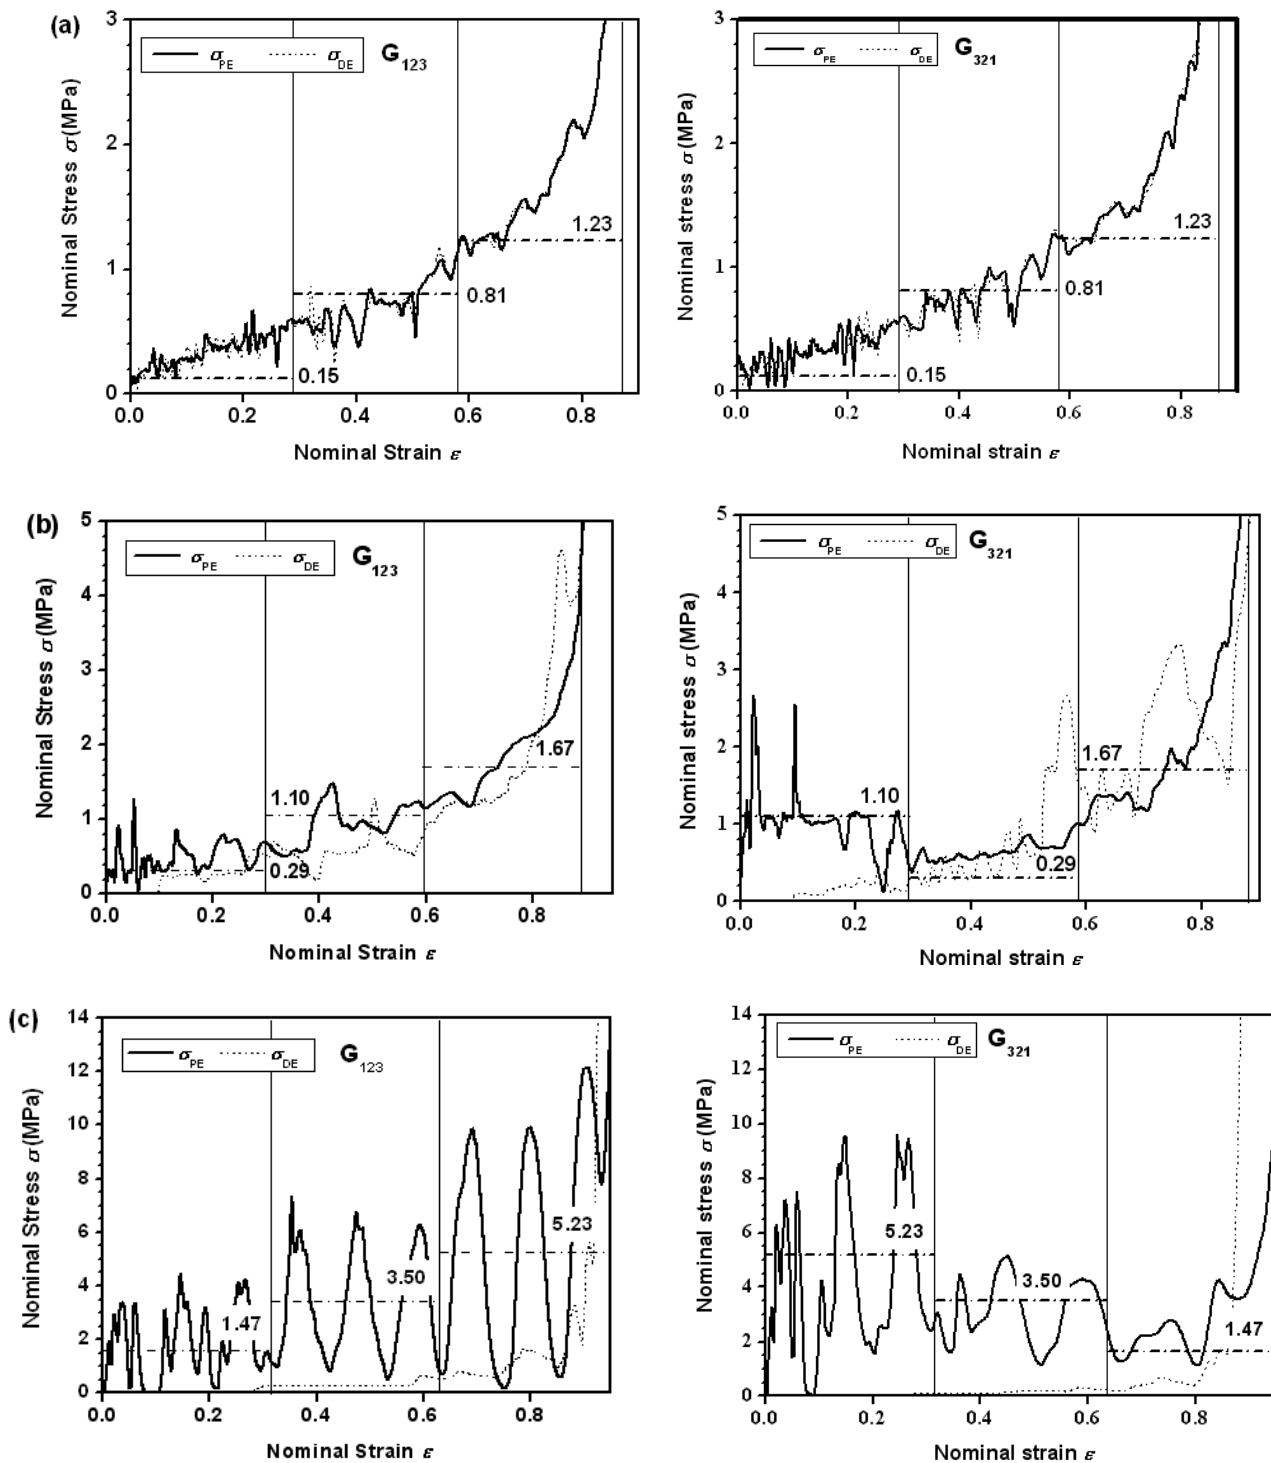 (a)
3
2
1
0
Nominal Stress σ (MPa)
σPE σDE G123
1.23
0.81
0.15
0.0 0.2 0.4 0.6 0.8
Nominal Strain ε
3
2
1
0
Nominal stress σ (MPa)
σPE σDE G321
1.23
0.81
0.15
0.0 0.2 0.4 0.6 0.8
Nominal strain ε
(b)
5
4
3
2
1
0
Nominal Stress σ (MPa)
σPE σDE G123
1.67
1.10
0.29
0.0 0.2 0.4 0.6 0.8
Nominal Strain ε
5
4
3
2
1
0
Nominal stress σ (MPa)
σPE σDE G321
1.67
1.10
0.29
0.0 0.2 0.4 0.6 0.8
Nominal strain ε
(c)
14
12
10
8
6
4
2
0
Nominal Stress σ (MPa)
σPE σDE G123
5.23
3.50
1.47
0.0 0.2 0.4 0.6 0.8
Nominal Strain ε
14
12
10
8
6
4
2
0
Nominal stress σ (MPa)
σPE σDE G321
5.23
3.50
1.47
0.0 0.2 0.4 0.6 0.8
Nominal strain ε